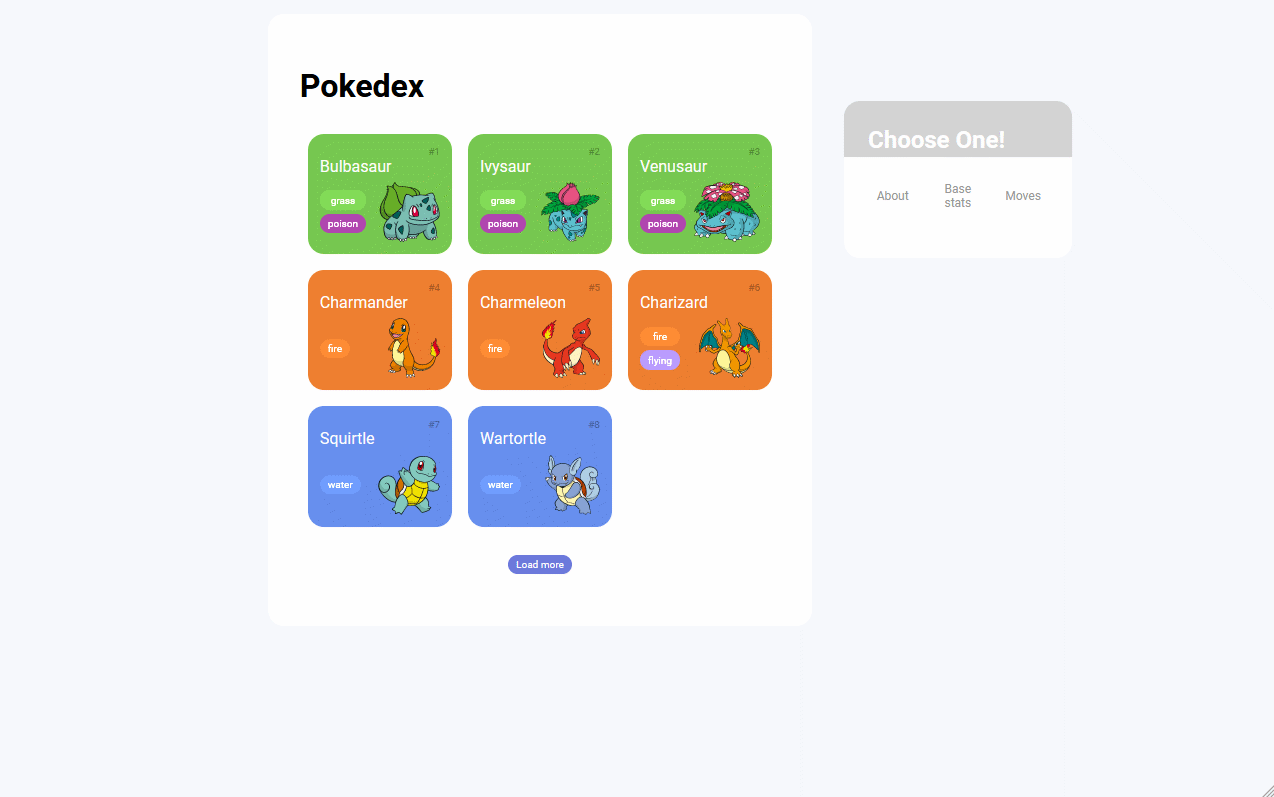 Pokedex
#1
Bulbasaur
grass
poison
#2
Ivysaur
grass
poison
#3
Venusaur
grass
poison
#4
Charmander
fire
#5
Charmeleon
fire
#6
Charizard
fire
flying
#7
Squirtle
water
#8
Wartortle
water
Load more
Choose One!
About
Base
stats
Moves